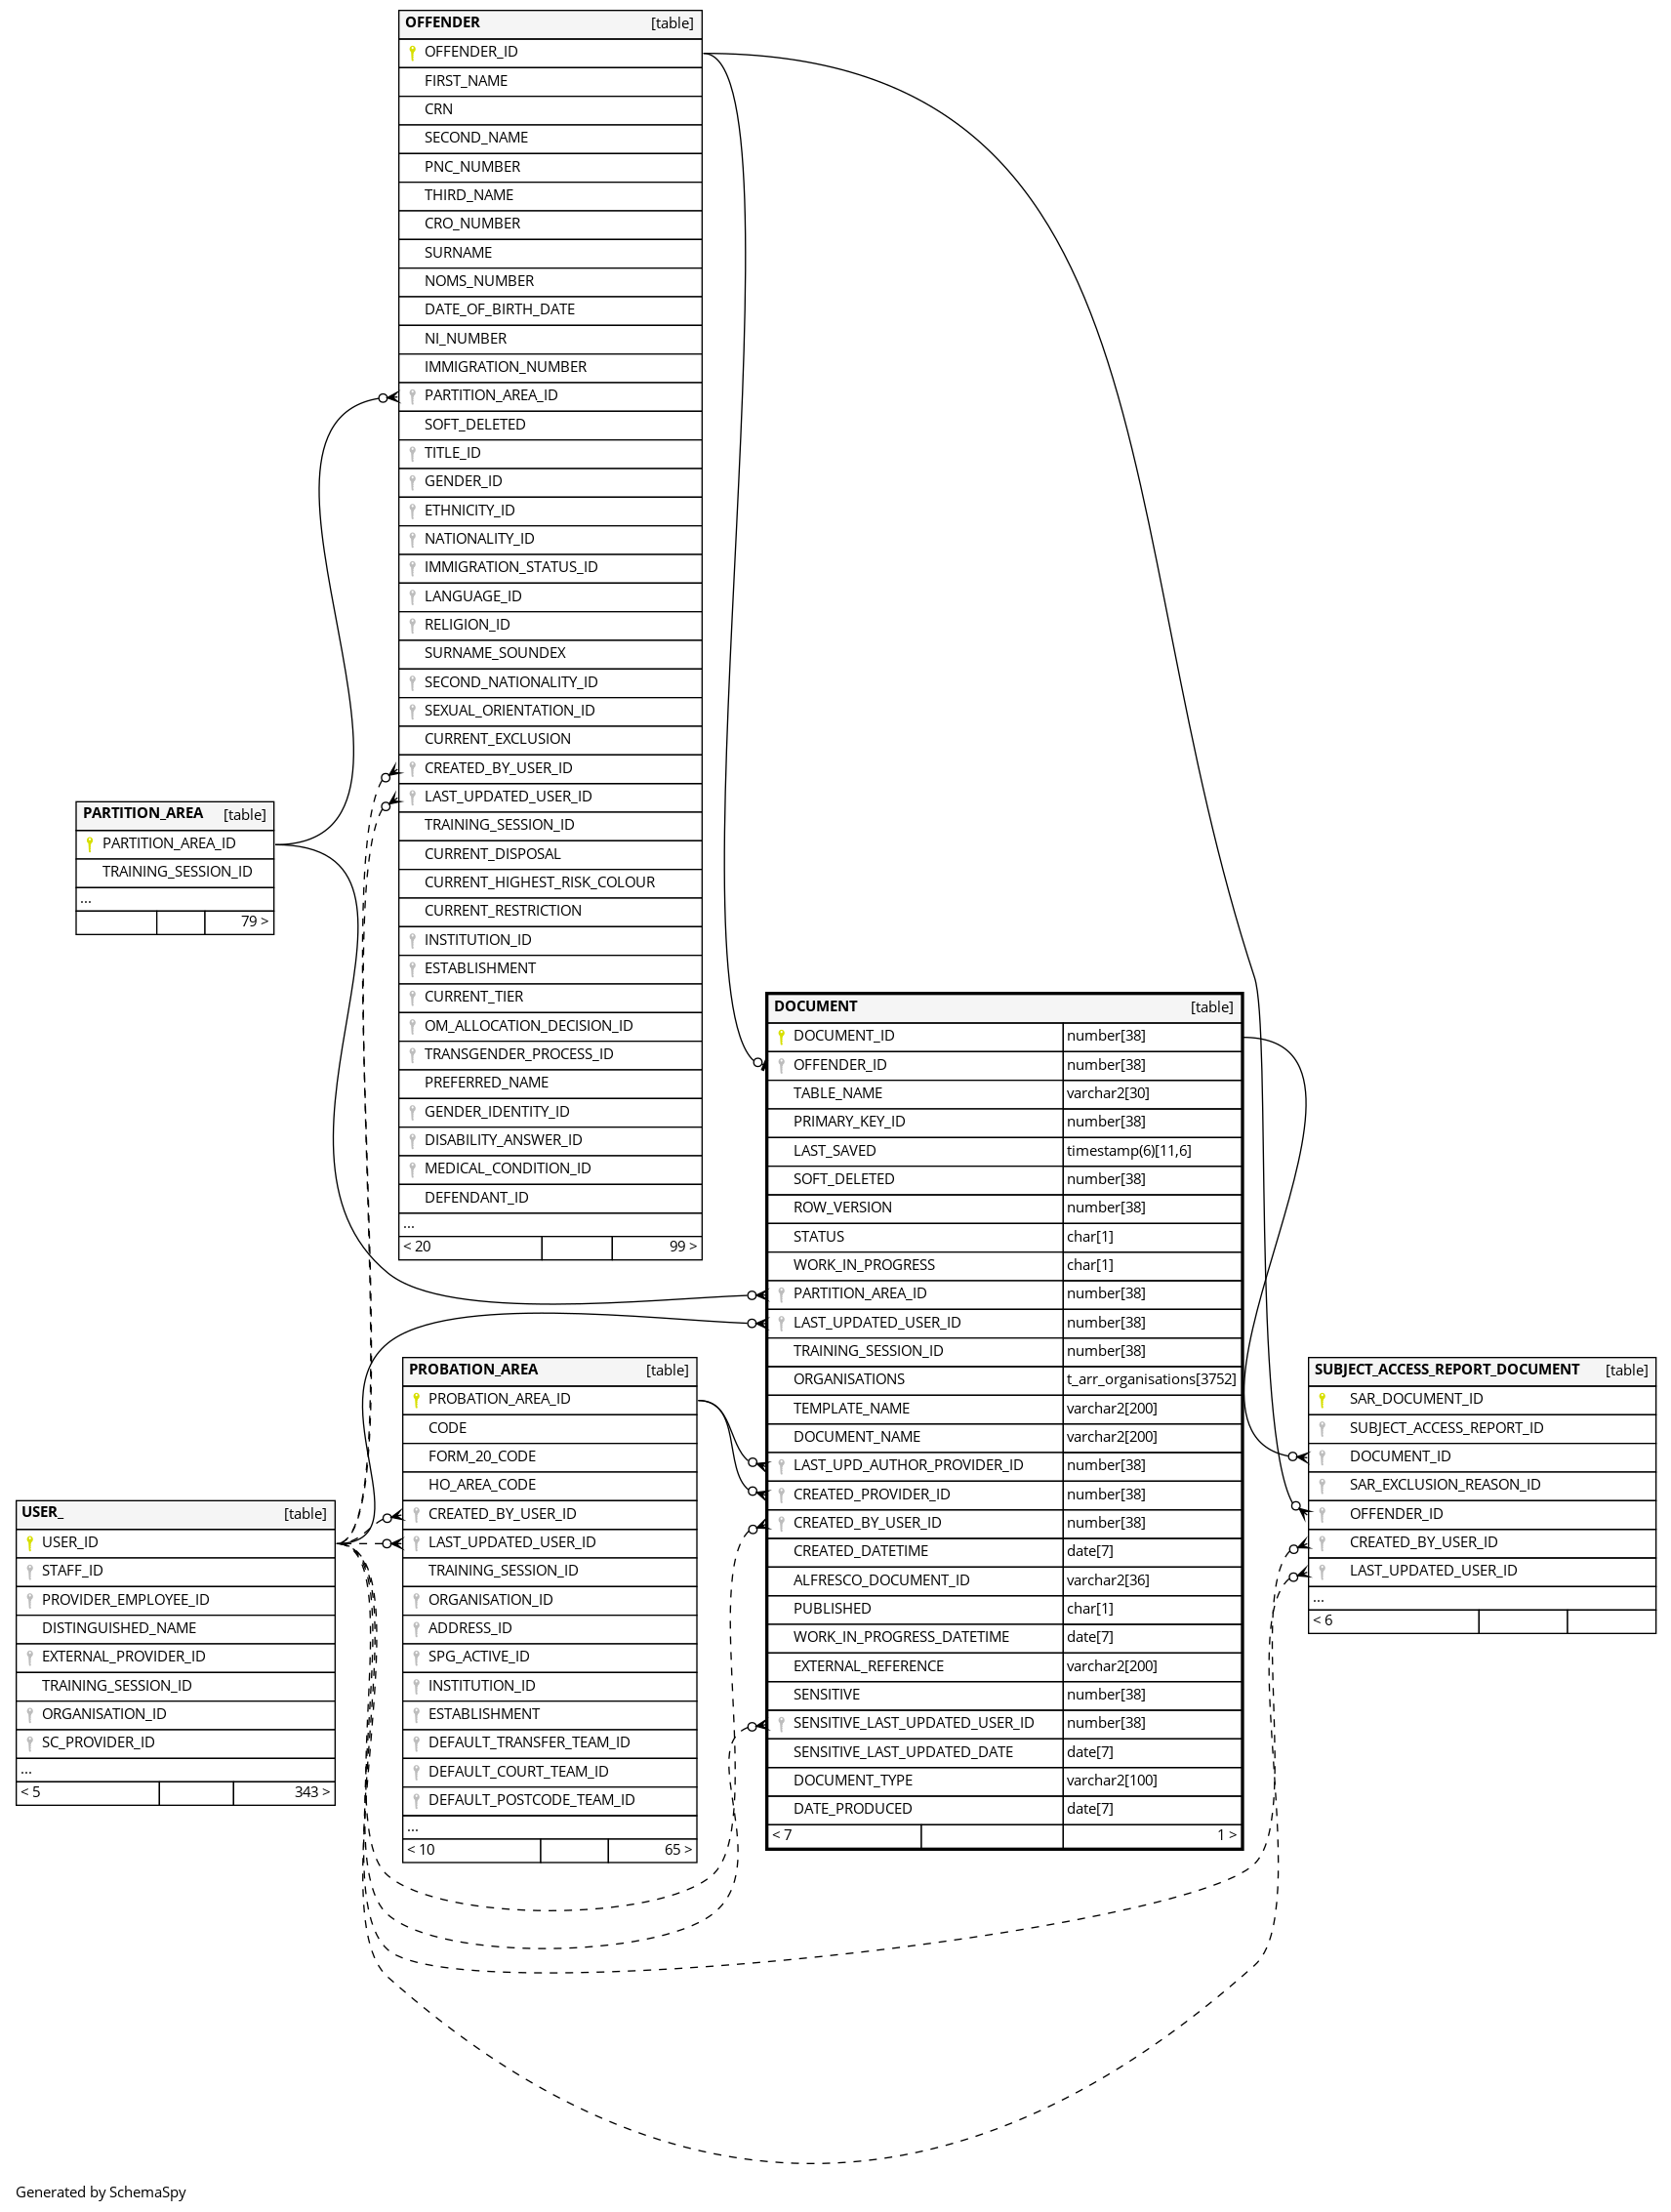 OFFENDER [table]
OFFENDER_ID
FIRST_NAME
CRN
SECOND_NAME
PNC_NUMBER
THIRD_NAME
CRO_NUMBER
SURNAME
NOMS_NUMBER
DATE_OF_BIRTH_DATE
NI_NUMBER
IMMIGRATION_NUMBER
PARTITION_AREA_ID
SOFT_DELETED
TITLE_ID
GENDER_ID
ETHNICITY_ID
NATIONALITY_ID
IMMIGRATION_STATUS_ID
LANGUAGE_ID
RELIGION_ID
SURNAME_SOUNDEX
SECOND_NATIONALITY_ID
SEXUAL_ORIENTATION_ID
CURRENT_EXCLUSION
CREATED_BY_USER_ID
LAST_UPDATED_USER_ID
TRAINING_SESSION_ID
CURRENT_DISPOSAL
CURRENT_HIGHEST_RISK_COLOUR
CURRENT_RESTRICTION
INSTITUTION_ID
ESTABLISHMENT
CURRENT_TIER
OM_ALLOCATION_DECISION_ID
TRANSGENDER_PROCESS_ID
PREFERRED_NAME
GENDER_IDENTITY_ID
DISABILITY_ANSWER_ID
MEDICAL_CONDITION_ID
DEFENDANT_ID
...
< 20 99 >
PARTITION_AREA [table]
PARTITION_AREA_ID
TRAINING_SESSION_ID
...
79 >
DOCUMENT [table]
DOCUMENT_ID number[38]
OFFENDER_ID number[38]
TABLE_NAME varchar2[30]
PRIMARY_KEY_ID number[38]
LAST_SAVED timestamp(6)[11,6]
SOFT_DELETED number[38]
ROW_VERSION number[38]
STATUS char[1]
WORK_IN_PROGRESS char[1]
PARTITION_AREA_ID number[38]
LAST_UPDATED_USER_ID number[38]
TRAINING_SESSION_ID number[38]
ORGANISATIONS t_arr_organisations[3752]
TEMPLATE_NAME varchar2[200]
DOCUMENT_NAME varchar2[200]
LAST_UPD_AUTHOR_PROVIDER_ID number[38]
CREATED_PROVIDER_ID number[38]
CREATED_BY_USER_ID number[38]
CREATED_DATETIME date[7]
ALFRESCO_DOCUMENT_ID varchar2[36]
PUBLISHED char[1]
WORK_IN_PROGRESS_DATETIME date[7]
EXTERNAL_REFERENCE varchar2[200]
SENSITIVE number[38]
SENSITIVE_LAST_UPDATED_USER_ID number[38]
SENSITIVE_LAST_UPDATED_DATE date[7]
DOCUMENT_TYPE varchar2[100]
DATE_PRODUCED date[7]
< 7 1 >
PROBATION_AREA [table]
PROBATION_AREA_ID
CODE
FORM_20_CODE
HO_AREA_CODE
CREATED_BY_USER_ID
LAST_UPDATED_USER_ID
TRAINING_SESSION_ID
ORGANISATION_ID
ADDRESS_ID
SPG_ACTIVE_ID
INSTITUTION_ID
ESTABLISHMENT
DEFAULT_TRANSFER_TEAM_ID
DEFAULT_COURT_TEAM_ID
DEFAULT_POSTCODE_TEAM_ID
...
< 10 65 >
SUBJECT_ACCESS_REPORT_DOCUMENT [table]
SAR_DOCUMENT_ID
SUBJECT_ACCESS_REPORT_ID
DOCUMENT_ID
SAR_EXCLUSION_REASON_ID
OFFENDER_ID
CREATED_BY_USER_ID
LAST_UPDATED_USER_ID
...
< 6
USER_ [table]
USER_ID
STAFF_ID
PROVIDER_EMPLOYEE_ID
DISTINGUISHED_NAME
EXTERNAL_PROVIDER_ID
TRAINING_SESSION_ID
ORGANISATION_ID
SC_PROVIDER_ID
...
< 5 343 >
Generated by SchemaSpy